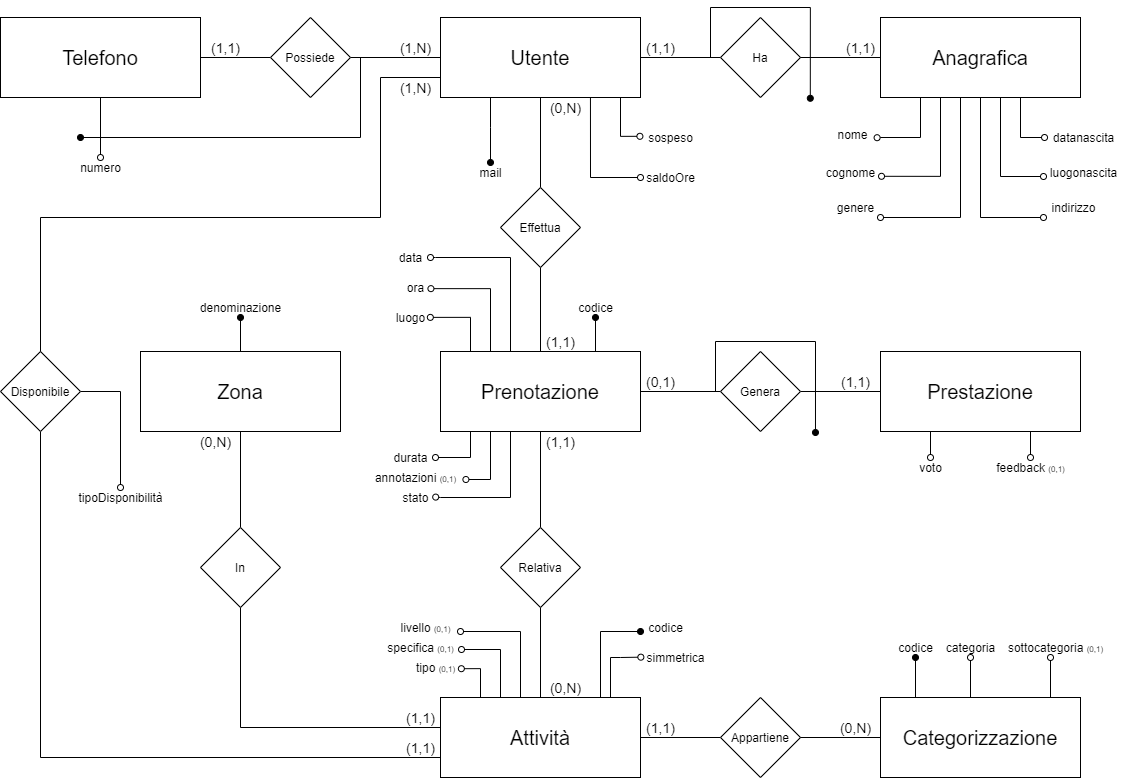 Telefono
(1,1)
Possiede
(1,N)
Utente
(1,1)
Ha
(1,1)
Anagrafica
(1,N)
(0,N)
numero
mail
sospeso
saldoOre
nome
datanascita
cognome
luogonascita
genere
indirizzo
Effettua
data
ora
luogo
denominazione
codice
(1,1)
Disponibile
Zona
Prenotazione
(0,1)
Genera
(1,1)
Prestazione
(0,N)
(1,1)
durata
annotazioni (0,1)
stato
voto
feedback (0,1)
tipoDisponibilità
In
Relativa
livello (0,1)
specifica (0,1)
tipo (0,1)
codice
simmetrica
codice
categoria
sottocategoria (0,1)
(0,N)
(1,1)
(1,1)
Attività
(1,1)
Appartiene
(0,N)
Categorizzazione